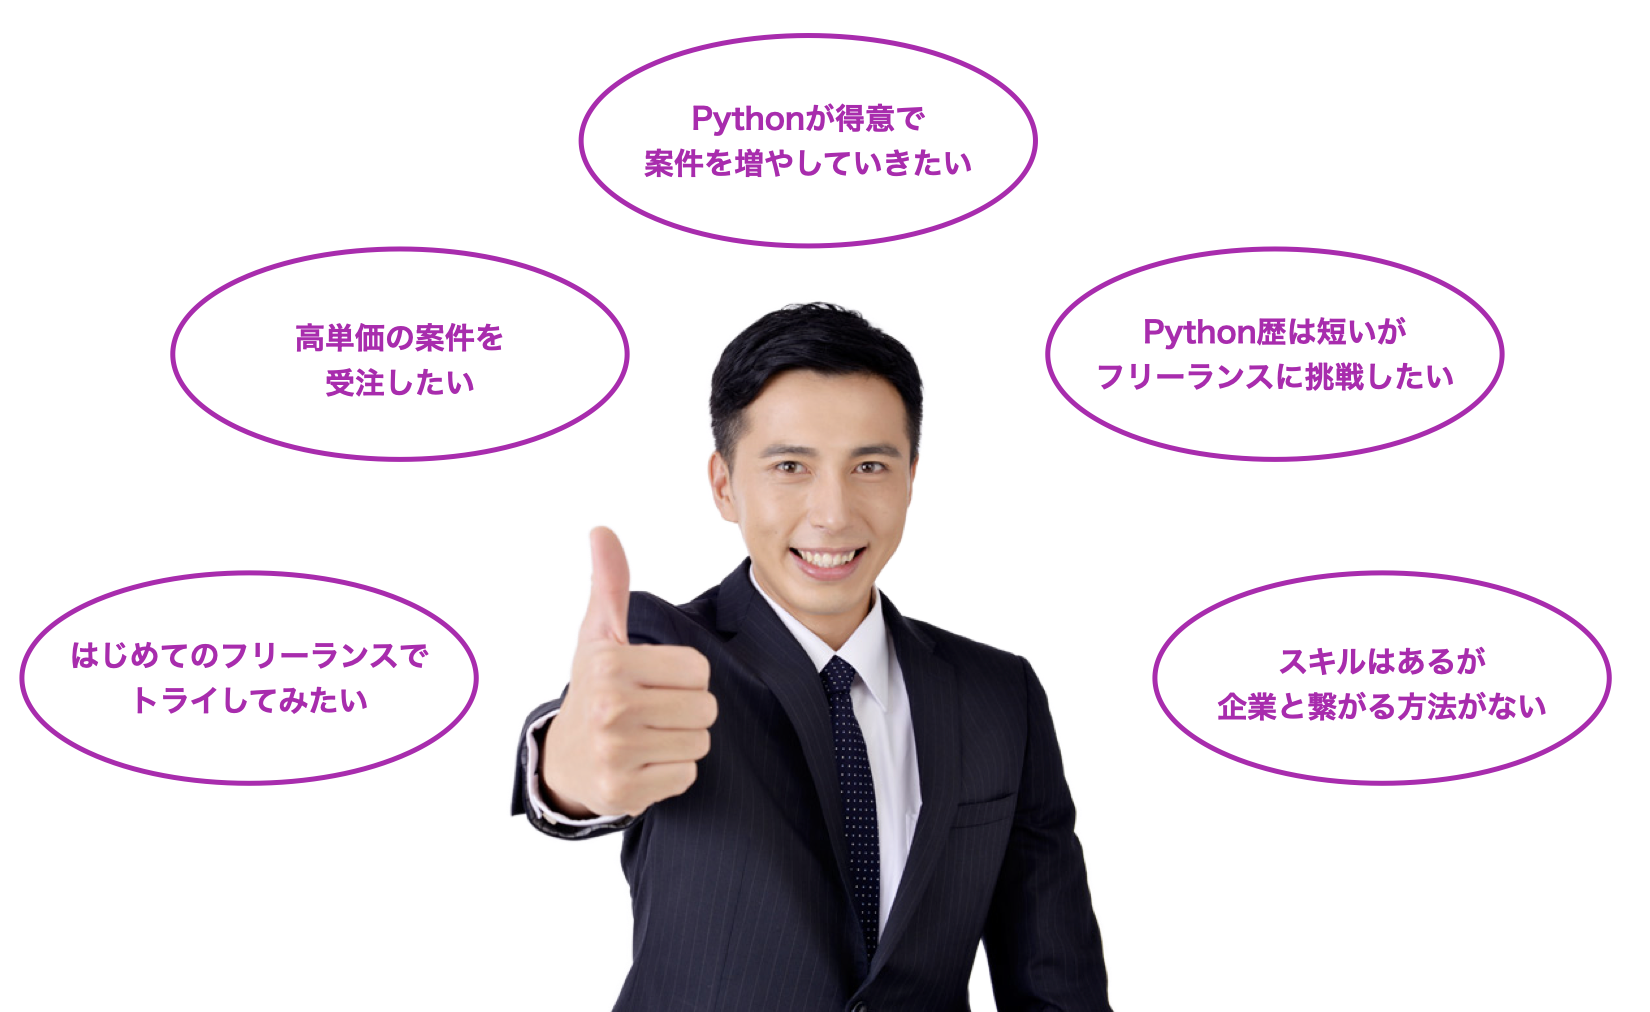 Pythonが得意で
案件を増やしていきたい
高単価の案件を
受注したい
Python歴は短いが
フリーランスに挑戦したい
はじめてのフリーランスで
トライしてみたい
スキルはあるが
企業と繋がる方法がない